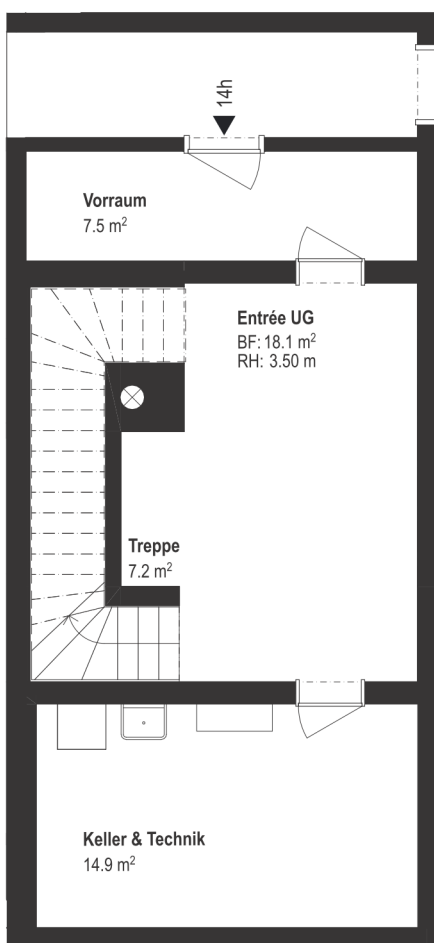 14h
Vorraum
7.5 m²
Entrée UG
BF: 18.1 m²
RH: 3.50 m
Treppe
7.2 m²
Keller & Technik
14.9 m²